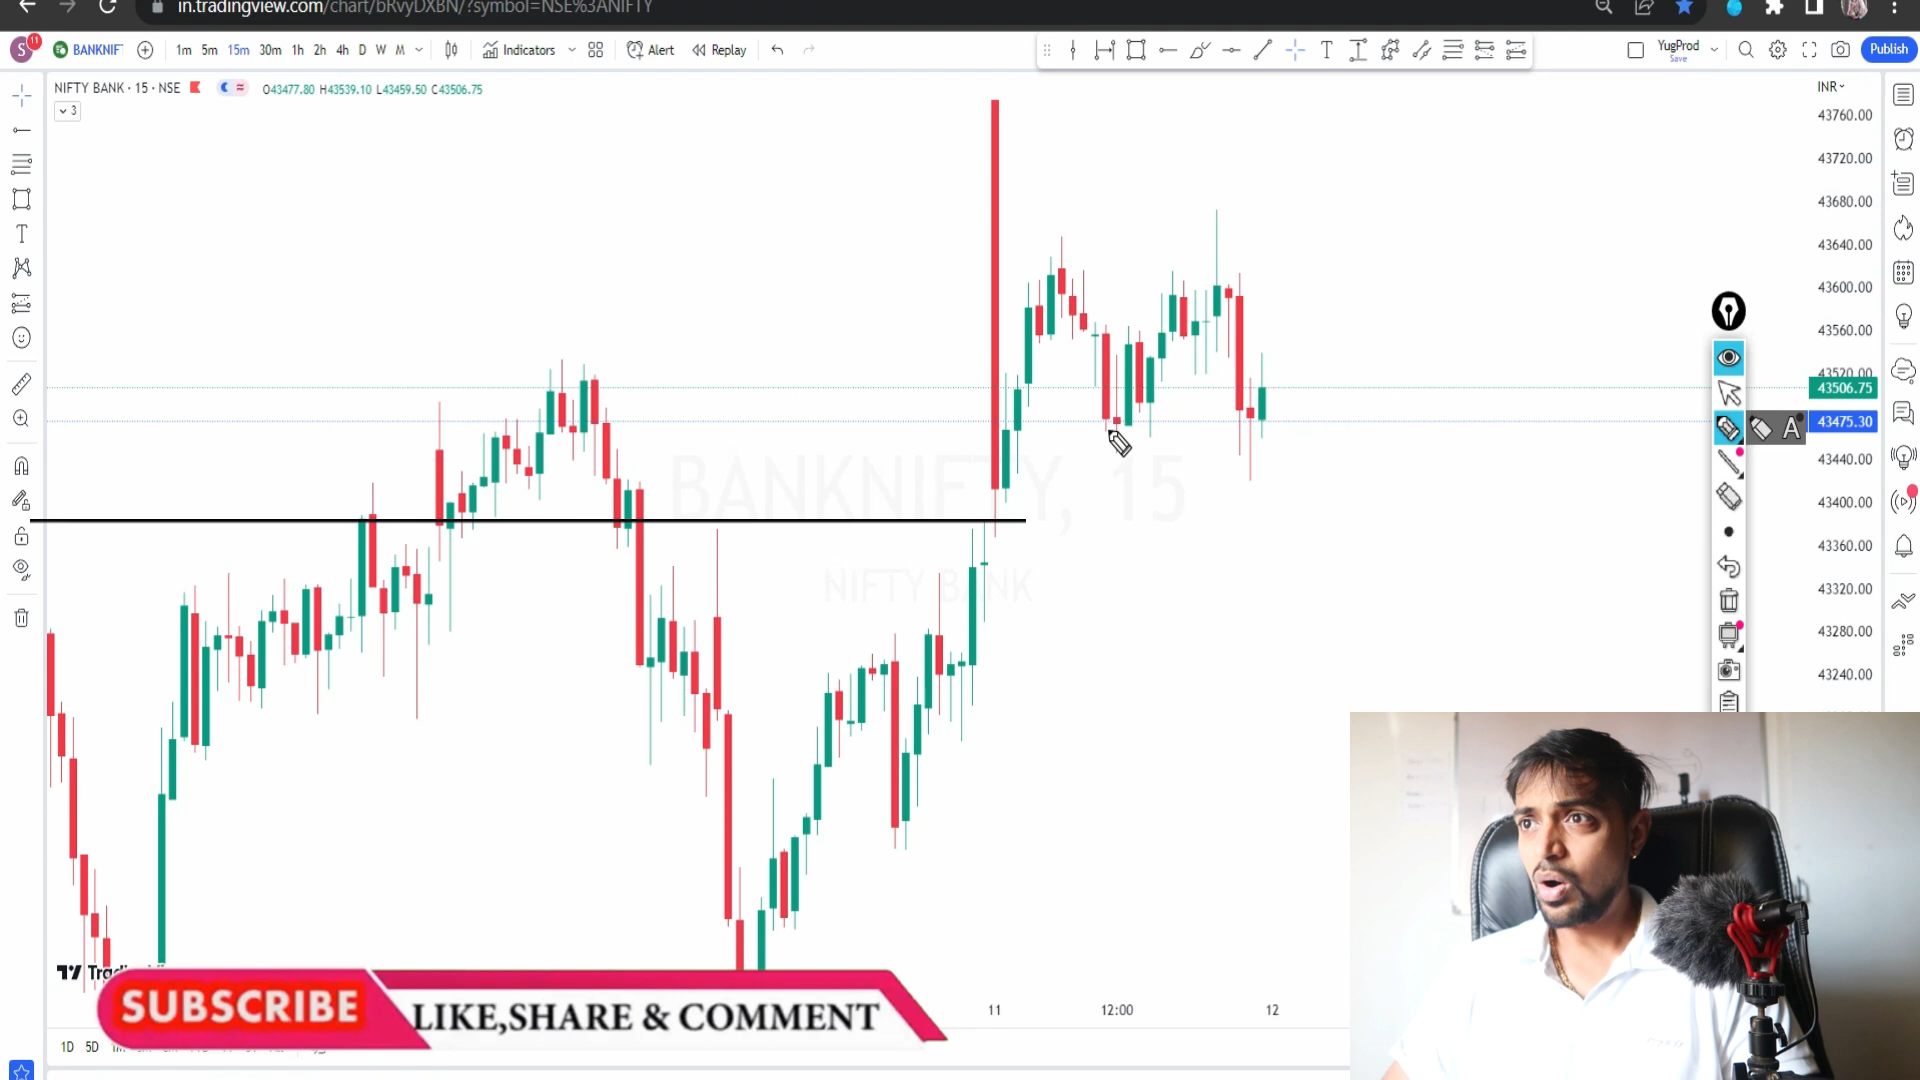 in.tradingview.com/chart/bRvyDXBN/?symbol=NSE%3ANIFTY
S 11 BANKNIF 1m 5m 15m 30m 1h 2h 4h D W M Indicators Alert Replay T YugProd Save Publish
NIFTY BANK · 15 · NSE O43477.80 H43539.10 L43459.50 C43506.75
INR
3
43760.00
43720.00
43680.00
43640.00
43600.00
43560.00
43520.00
43506.75
43475.30
A
43440.00
43400.00
43360.00
43320.00
43280.00
43240.00
BANKNIFTY, 15
NIFTY BANK
SUBSCRIBE
LIKE,SHARE & COMMENT
11 12:00 12
1D 5D